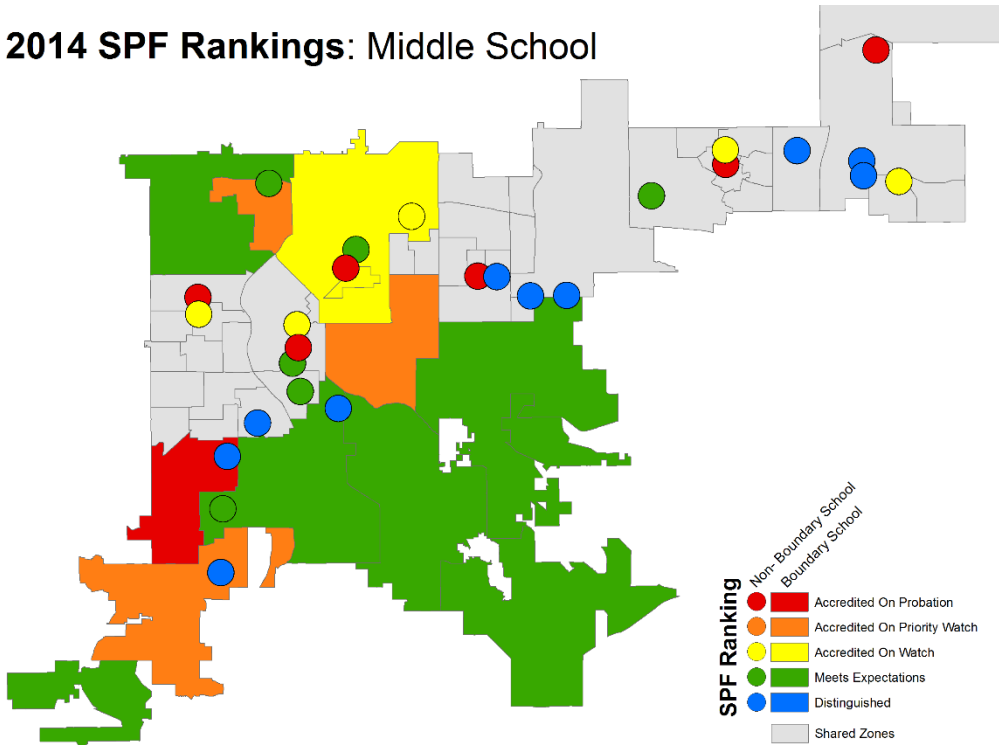 2014 SPF Rankings: Middle School
Non- Boundary School
Boundary School
SPF Ranking
Accredited On Probation
Accredited On Priority Watch
Accredited On Watch
Meets Expectations
Distinguished
Shared Zones